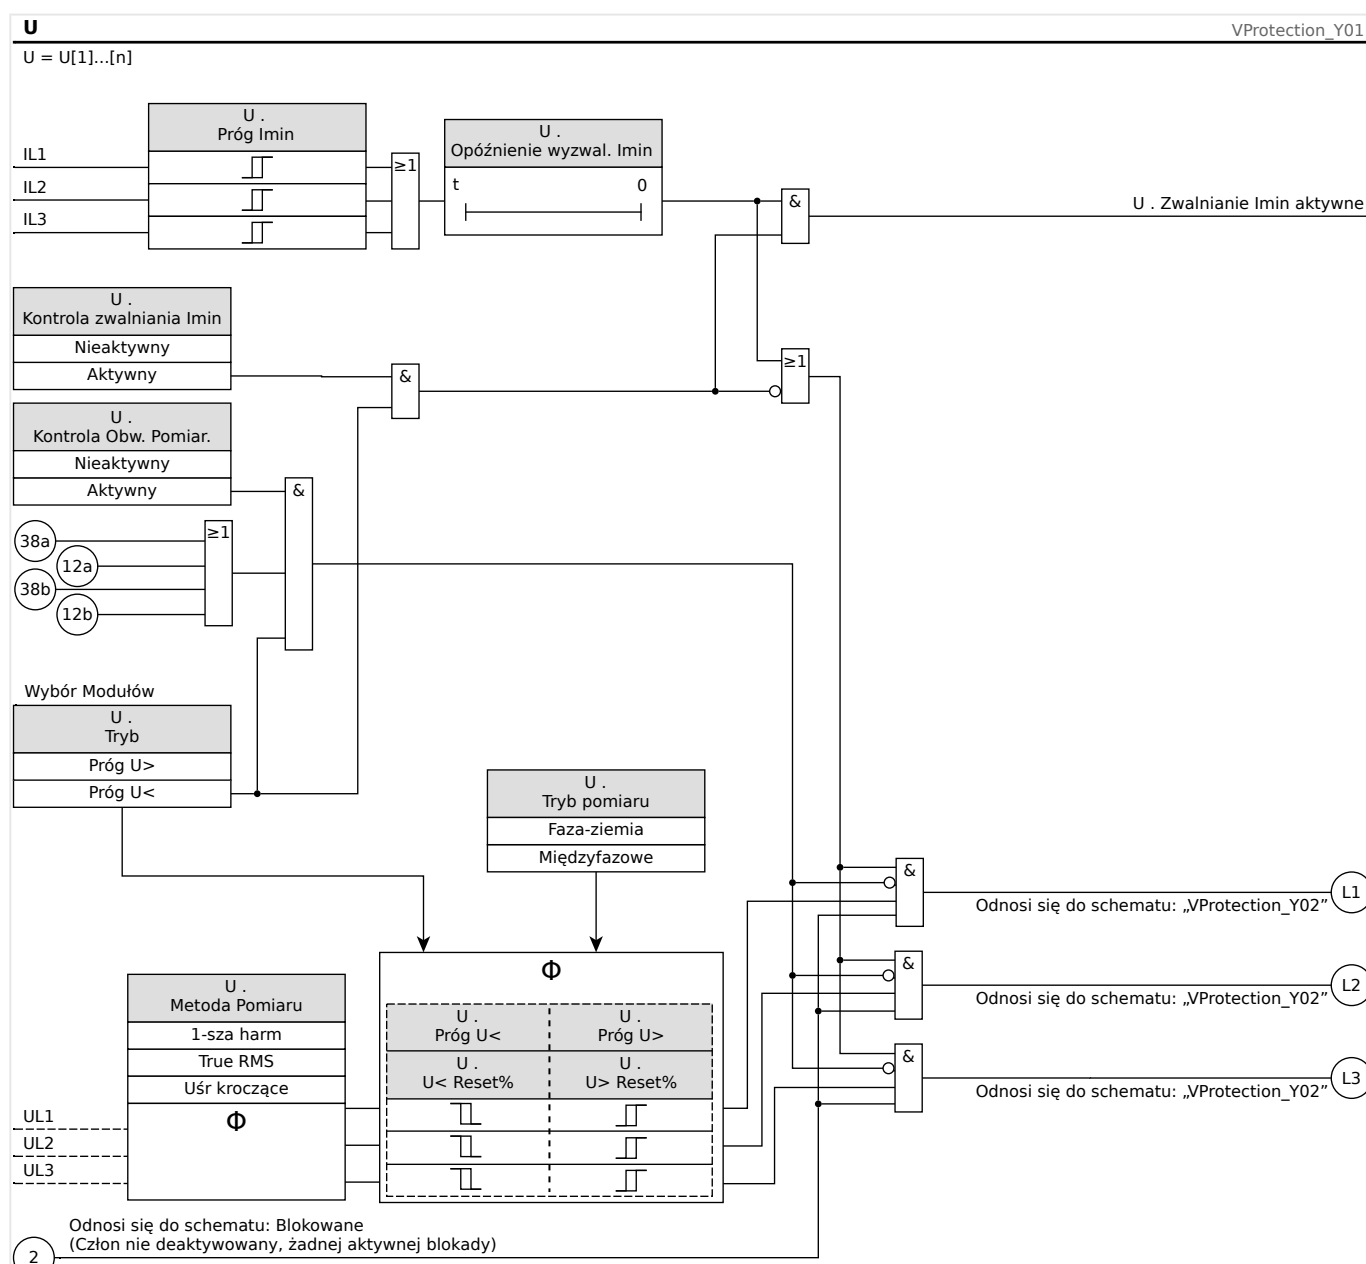 U
VProtection_Y01
U = U[1]...[n]
U .
Próg Imin
IL1
IL2
IL3
≥1
U .
Opóźnienie wyzwal. Imin
t
0
&
U . Zwalnianie Imin aktywne
U .
Kontrola zwalniania Imin
Nieaktywny
Aktywny
&
≥1
U .
Kontrola Obw. Pomiar.
Nieaktywny
Aktywny
&
38a
12a
38b
12b
≥1
Wybór Modułów
U .
Tryb
Próg U>
Próg U<
U .
Tryb pomiaru
Faza-ziemia
Międzyfazowe
&
L1
Odnosi się do schematu: „VProtection_Y02”
&
L2
Odnosi się do schematu: „VProtection_Y02”
&
L3
Odnosi się do schematu: „VProtection_Y02”
Φ
U .
Próg U<
U .
Próg U>
U .
U< Reset%
U .
U> Reset%
U .
Metoda Pomiaru
1-sza harm
True RMS
Uśr kroczące
Φ
UL1
UL2
UL3
Odnosi się do schematu: Blokowane
(Człon nie deaktywowany, żadnej aktywnej blokady)
2